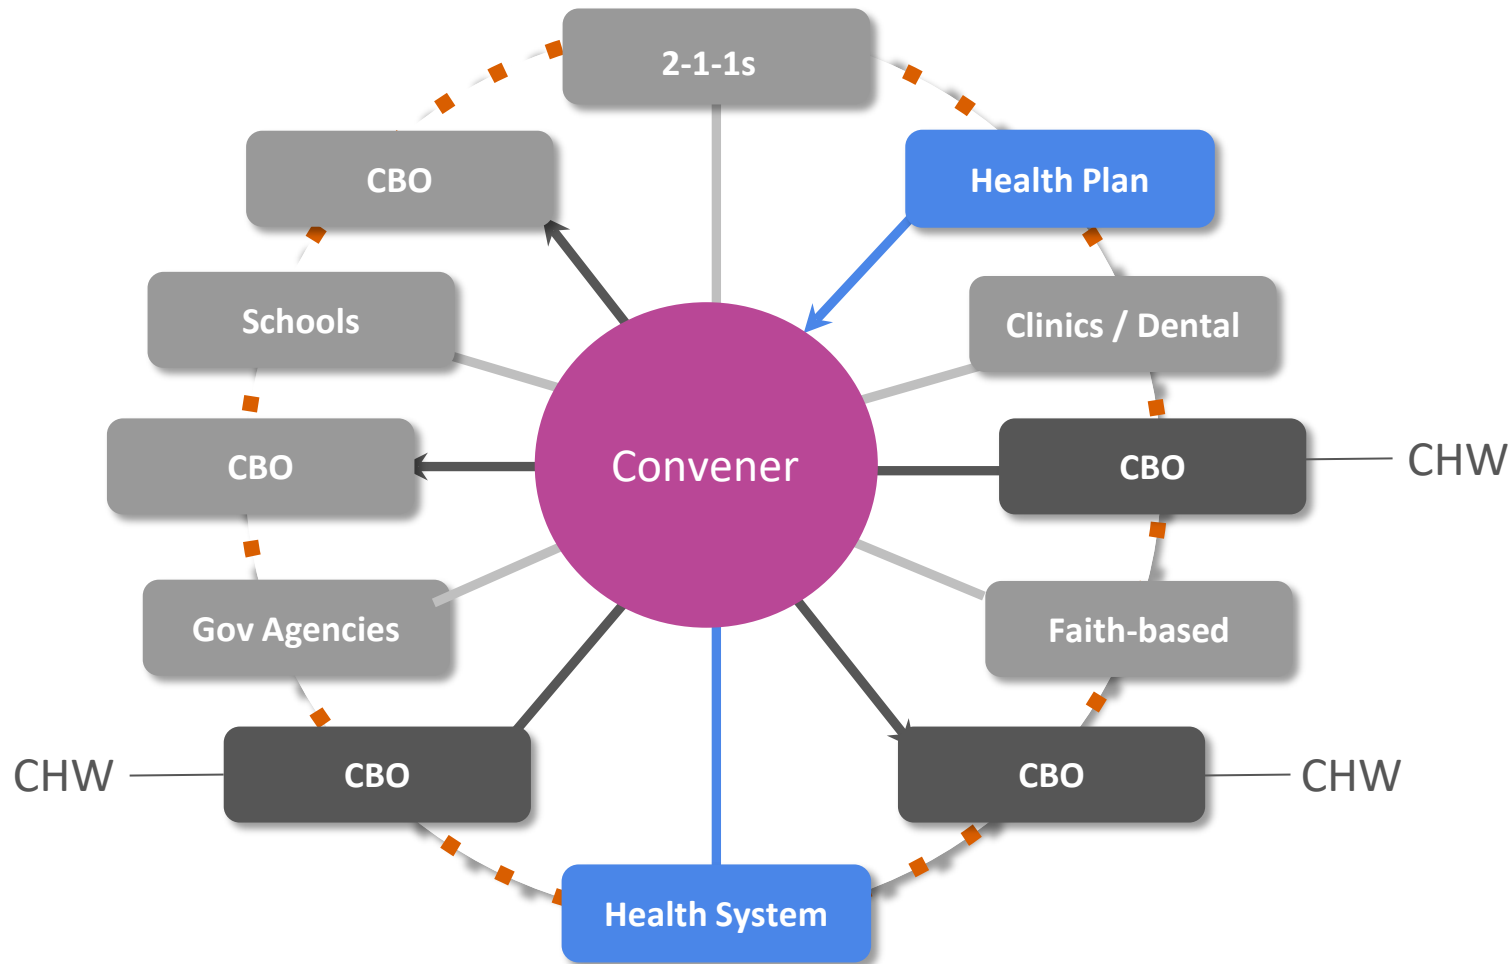 2-1-1s
CBO
Health Plan
Schools
Clinics / Dental
CBO
Convener
CBO
CHW
Gov Agencies
Faith-based
CHW
CBO
CBO
CHW
Health System